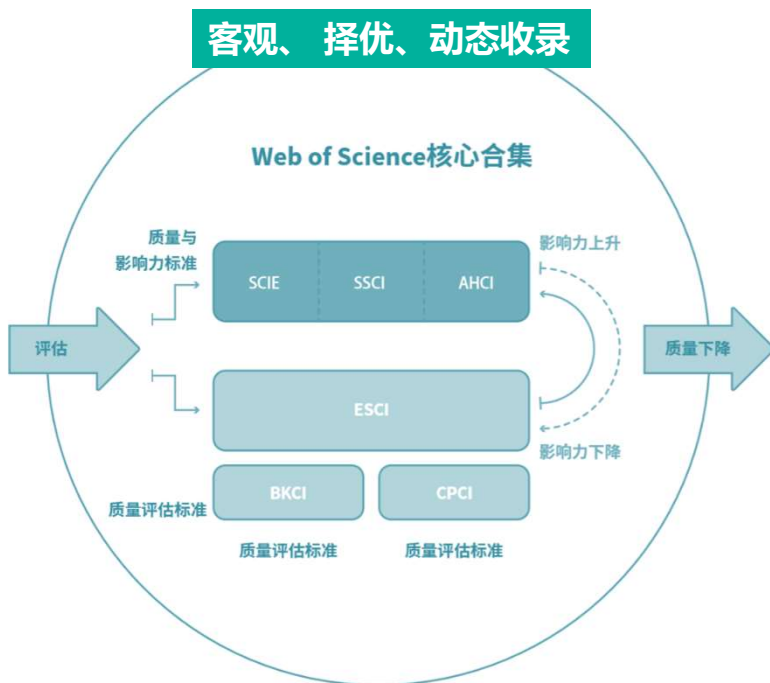 客观、 择优、动态收录
Web of Science核心合集
质量与
影响力标准
SCIE
SSCI
AHCI
影响力上升
评估
质量下降
ESCI
影响力下降
BKCI
CPCI
质量评估标准
质量评估标准
质量评估标准